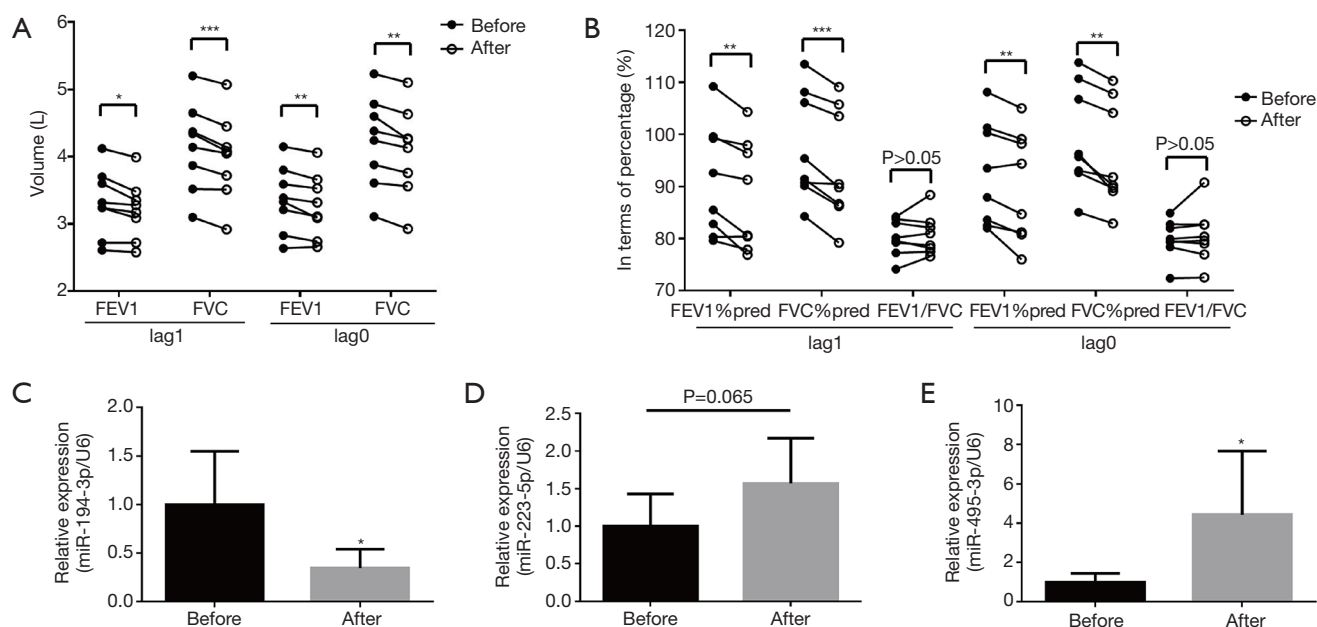 A
Volume (L)
6
5
4
3
2
*
***
**
**
Before
After
FEV1
FVC
FEV1
FVC
lag1
lag0
B
In terms of percentage (%)
120
110
100
90
80
70
**
***
P>0.05
**
**
P>0.05
Before
After
FEV1%pred FVC%pred FEV1/FVC FEV1%pred FVC%pred FEV1/FVC
lag1
lag0
C
Relative expression
(miR-194-3p/U6)
2.0
1.5
1.0
0.5
0.0
*
Before
After
D
Relative expression
(miR-223-5p/U6)
2.5
2.0
1.5
1.0
0.5
0.0
P=0.065
Before
After
E
Relative expression
(miR-495-3p/U6)
10
8
6
4
2
0
*
Before
After